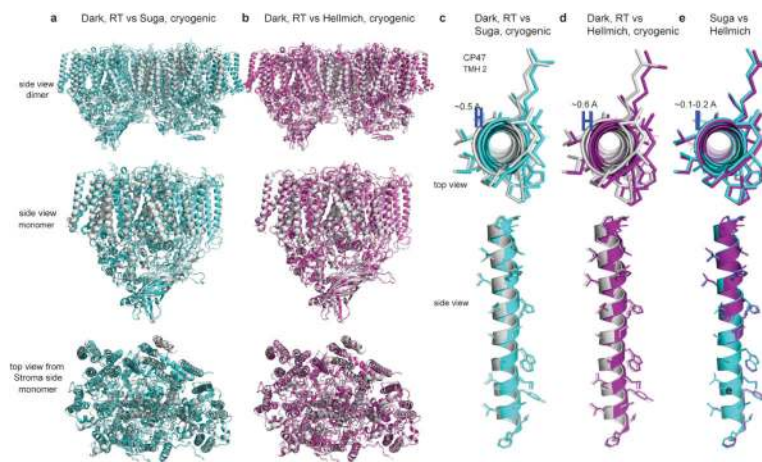 a Dark, RT vs Suga, cryogenic
b Dark, RT vs Hellmich, cryogenic
c Dark, RT vs
Suga, cryogenic
d Dark, RT vs
Hellmich, cryogenic
e Suga vs
Hellmich
side view
dimer
side view
monomer
top view from
Stroma side
monomer
CP47
TMH 2
~0.5 A
~0.6 A
~0.1-0.2 A
top view
side view